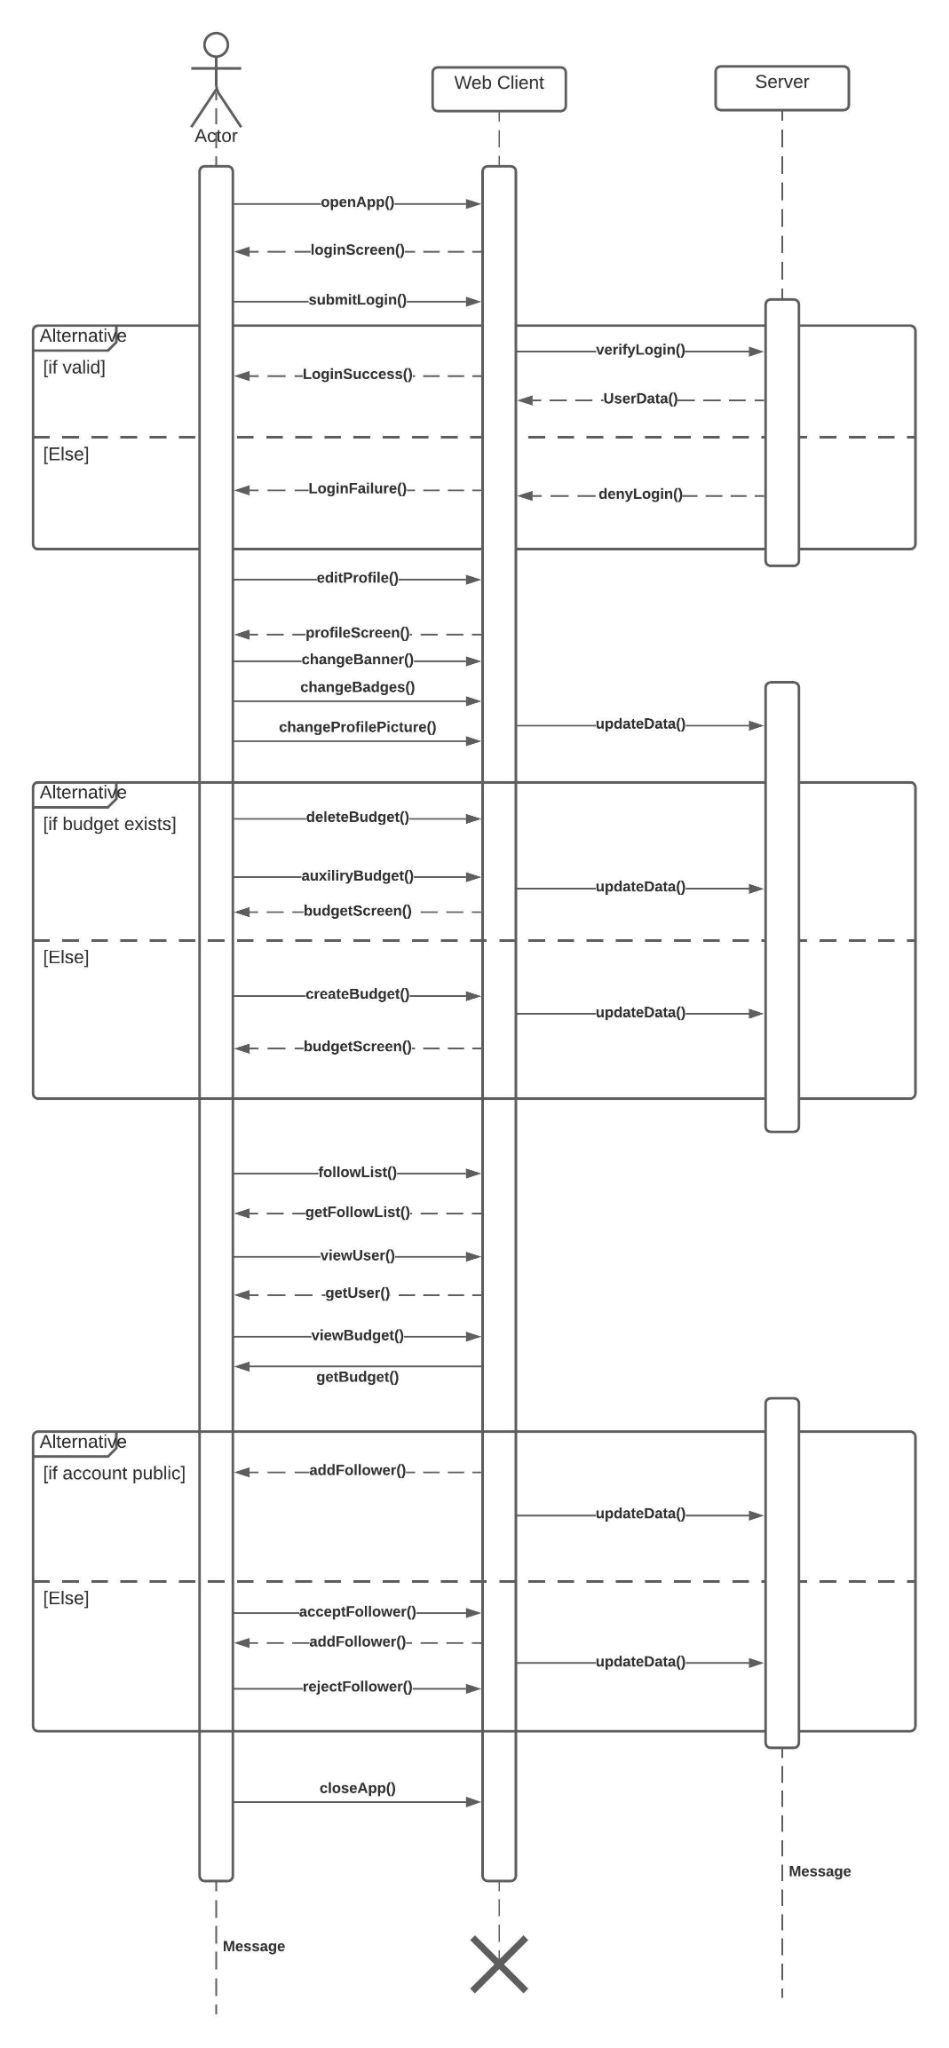 Actor
Web Client
Server
openApp()
loginScreen()
submitLogin()
Alternative
[if valid]
verifyLogin()
LoginSuccess()
UserData()
[Else]
LoginFailure()
denyLogin()
editProfile()
profileScreen()
changeBanner()
changeBadges()
changeProfilePicture()
updateData()
Alternative
[if budget exists]
deleteBudget()
auxiliryBudget()
updateData()
budgetScreen()
[Else]
createBudget()
updateData()
budgetScreen()
followList()
getFollowList()
viewUser()
getUser()
viewBudget()
getBudget()
Alternative
[if account public]
addFollower()
updateData()
[Else]
acceptFollower()
addFollower()
updateData()
rejectFollower()
closeApp()
Message
Message